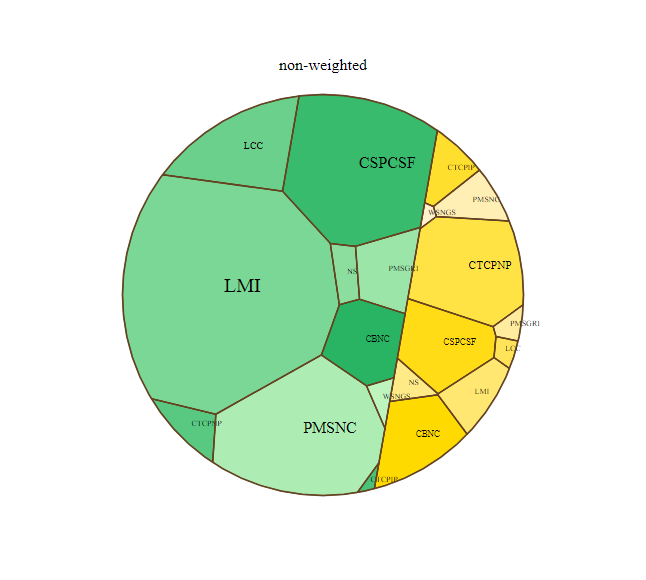 non-weighted
LCC
CSPCSF
CTCPIP
PMSNC
WSNGS
CTCPNP
NS
PMSGRI
LMI
PMSGRI
CBNC
CSPCSF
LCC
NS
LMI
WSNGS
CTCPNP
PMSNC
CBNC
CTCPIP